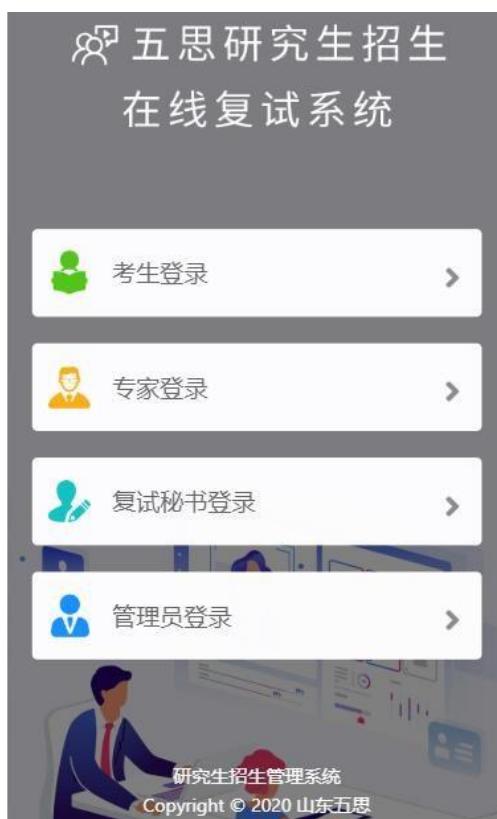 五思研究生招生
在线复试系统
考生登录
专家登录
复试秘书登录
管理员登录
研究生招生管理系统
Copyright © 2020 山东五思